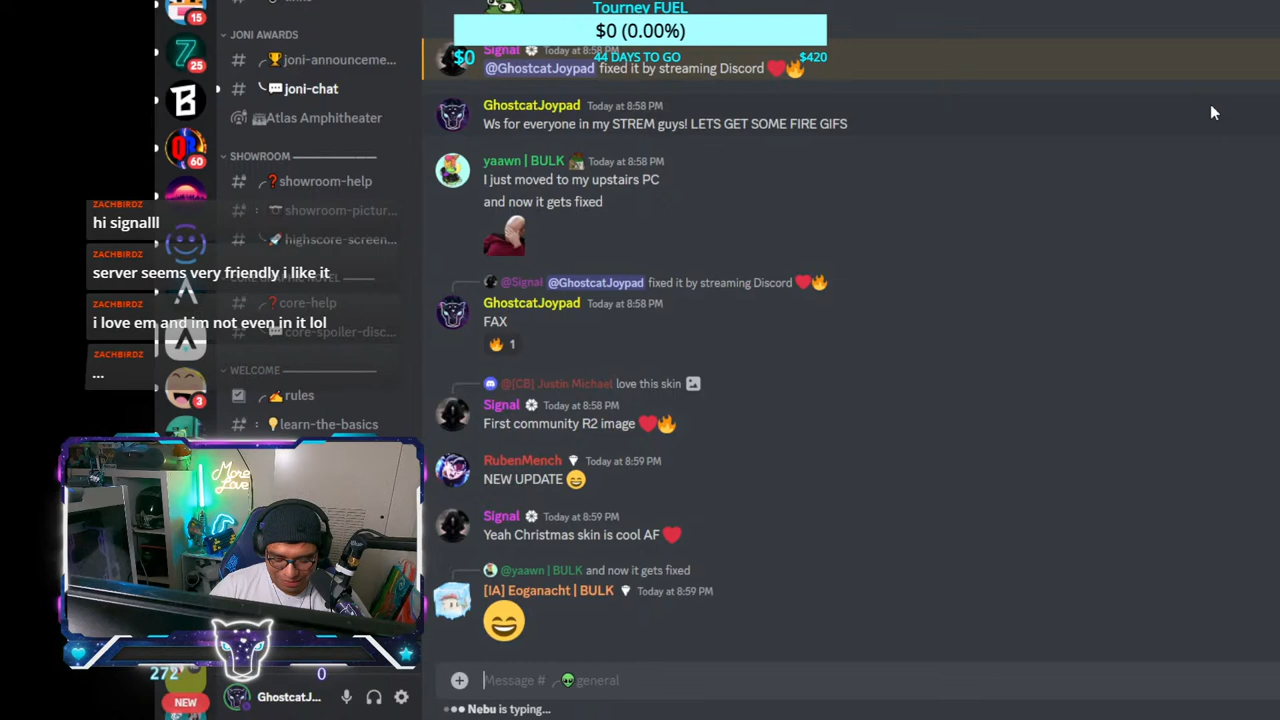 Tourney FUEL
$0 (0.00%)
$0
44 DAYS TO GO
$420
15
25
60
3
NEW
JONI AWARDS
joni-announceme...
joni-chat
Atlas Amphitheater
SHOWROOM
showroom-help
showroom-pictur...
highscore-screen...
core-help
core-spoiler-disc...
WELCOME
rules
learn-the-basics
ZACHBIRDZ
hi signalll
ZACHBIRDZ
server seems very friendly i like it
ZACHBIRDZ
i love em and im not even in it lol
ZACHBIRDZ
...
More
Love
272
0
GhostcatJ...
Signal Today at 8:58 PM
@GhostcatJoypad fixed it by streaming Discord ❤️🔥
GhostcatJoypad Today at 8:58 PM
Ws for everyone in my STREM guys! LETS GET SOME FIRE GIFS
yaawn | BULK Today at 8:58 PM
I just moved to my upstairs PC
and now it gets fixed
@Signal @GhostcatJoypad fixed it by streaming Discord ❤️🔥
GhostcatJoypad Today at 8:58 PM
FAX
🔥 1
@[CB] Justin Michael love this skin
Signal Today at 8:58 PM
First community R2 image ❤️🔥
RubenMench Today at 8:59 PM
NEW UPDATE 😄
Signal Today at 8:59 PM
Yeah Christmas skin is cool AF ❤️
@yaawn | BULK and now it gets fixed
[IA] Eoganacht | BULK Today at 8:59 PM
😄
Message # 👽general
Nebu is typing...